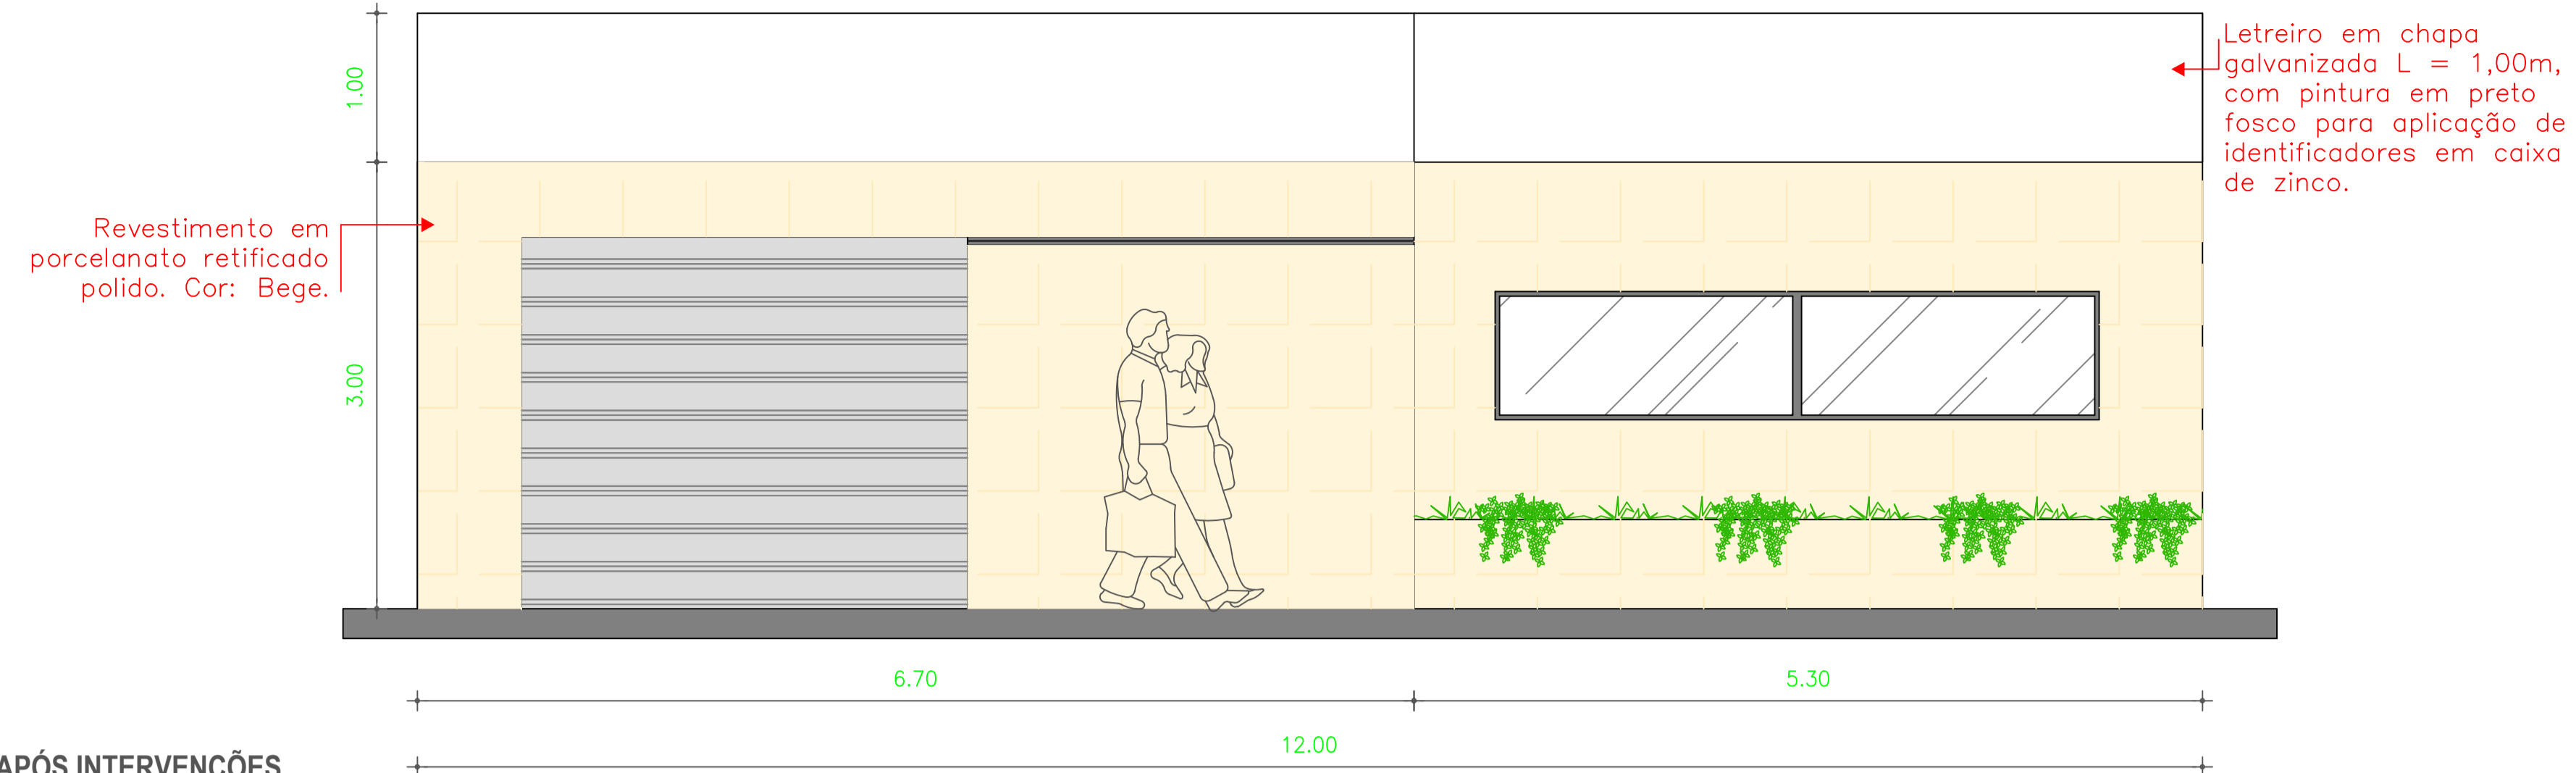 1.00
Letreiro em chapa
galvanizada L = 1,00m,
com pintura em preto
fosco para aplicação de
identificadores em caixa
de zinco.
Revestimento em
porcelanato retificado
polido. Cor: Bege.
3.00
6.70
5.30
12.00
APÓS INTERVENÇÕES